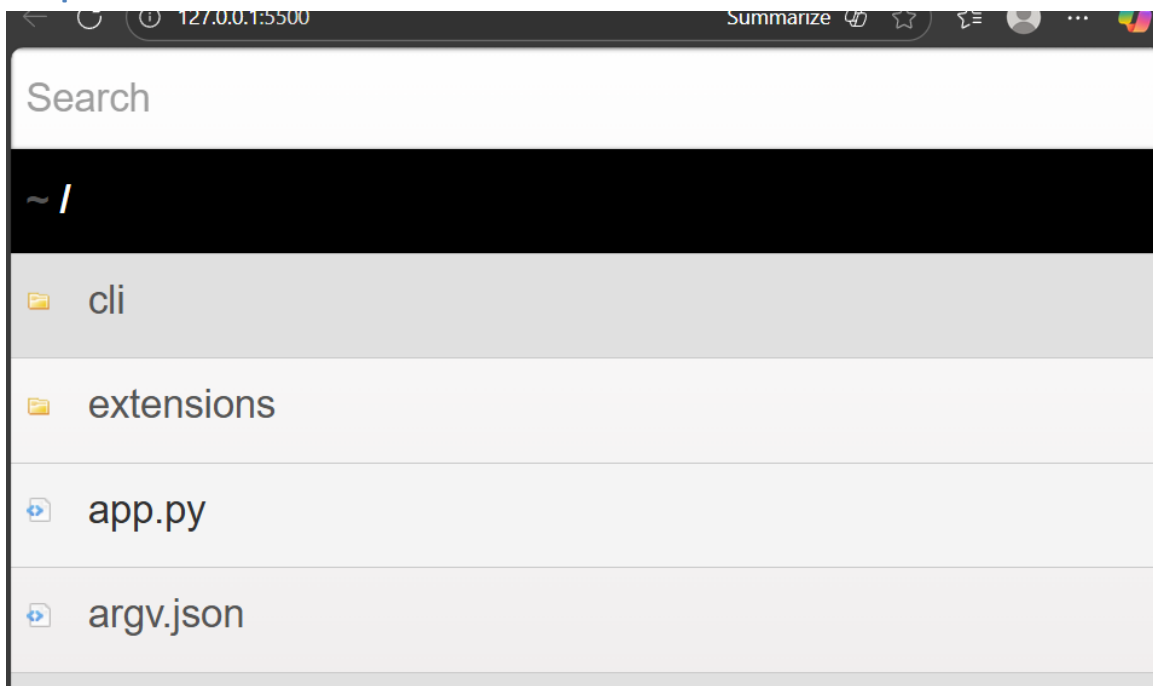 127.0.0.1:5500 Summarize
Search
~ /
cli
extensions
app.py
argv.json